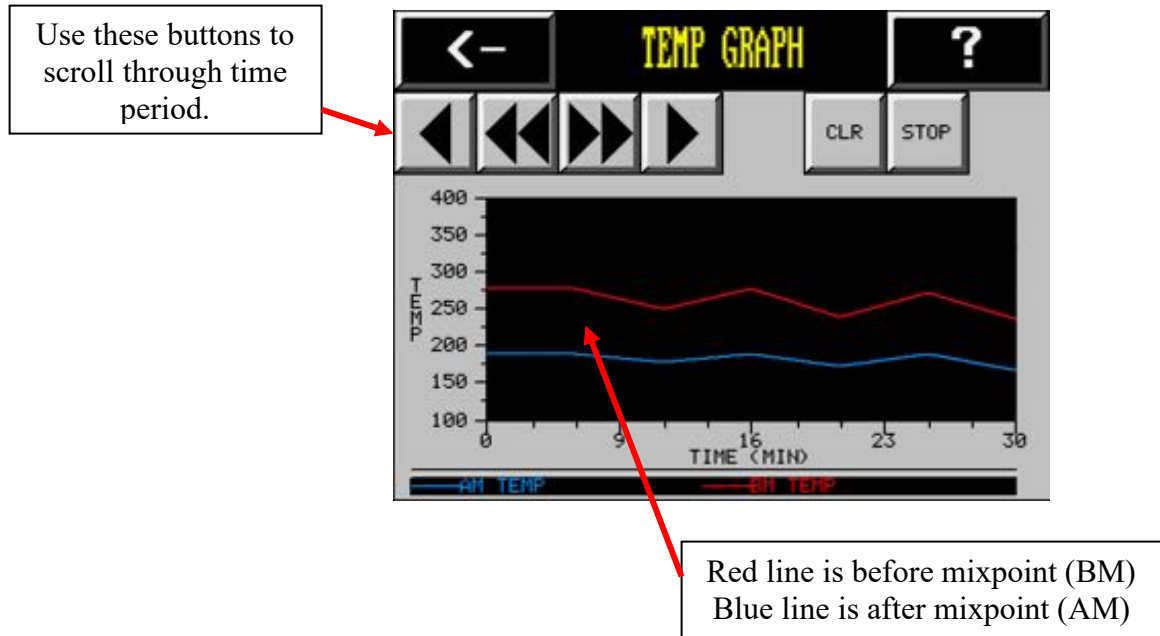 Use these buttons to
scroll through time
period.
<- TEMP GRAPH ?
CLR STOP
400
350
300
250
200
150
100
TEMP
0 9 16 23 30
TIME (MIN)
AM TEMP BM TEMP
Red line is before mixpoint (BM)
Blue line is after mixpoint (AM)